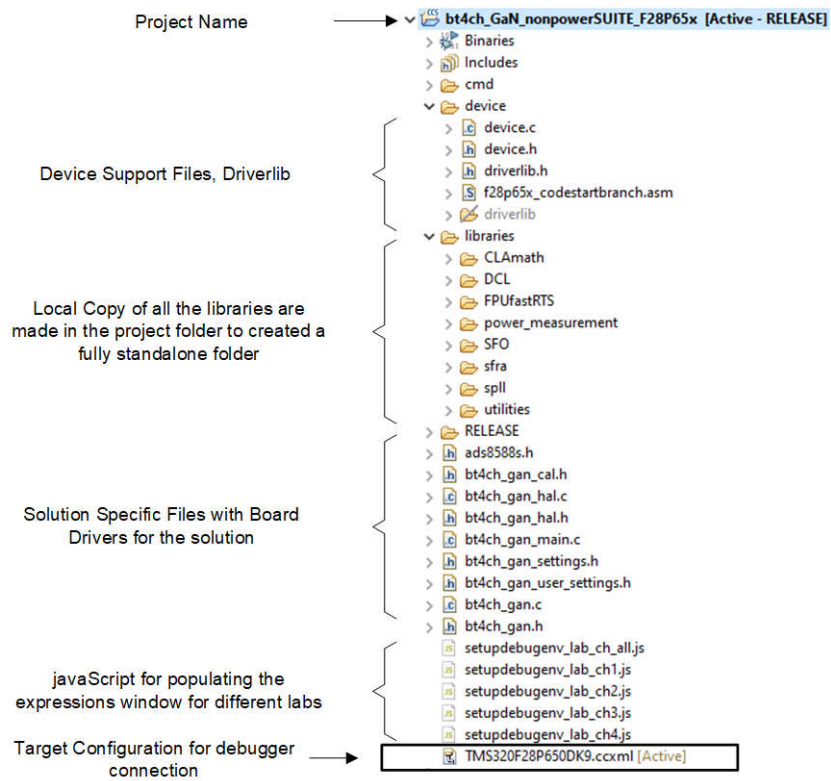 Project Name
bt4ch_GaN_nonpowerSUITE_F28P65x [Active - RELEASE]
Binaries
Includes
cmd
device
device.c
device.h
driverlib.h
f28p65x_codestartbranch.asm
driverlib
Device Support Files, Driverlib
libraries
CLAmath
DCL
FPUfastRTS
power_measurement
SFO
sfra
spll
utilities
Local Copy of all the libraries are
made in the project folder to created a
fully standalone folder
RELEASE
ads8588s.h
bt4ch_gan_cal.h
bt4ch_gan_hal.c
bt4ch_gan_hal.h
bt4ch_gan_main.c
bt4ch_gan_settings.h
bt4ch_gan_user_settings.h
bt4ch_gan.c
bt4ch_gan.h
Solution Specific Files with Board
Drivers for the solution
setupdebugenv_lab_ch_all.js
setupdebugenv_lab_ch1.js
setupdebugenv_lab_ch2.js
setupdebugenv_lab_ch3.js
setupdebugenv_lab_ch4.js
javaScript for populating the
expressions window for different labs
Target Configuration for debugger
connection
TMS320F28P650DK9.ccxml [Active]